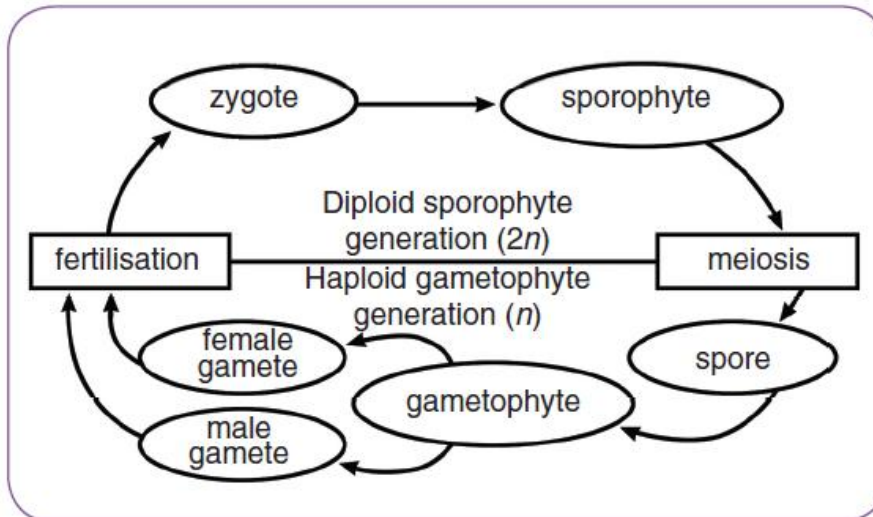 zygote
sporophyte
Diploid sporophyte
generation (2n)
fertilisation
meiosis
Haploid gametophyte
generation (n)
female
gamete
spore
gametophyte
male
gamete